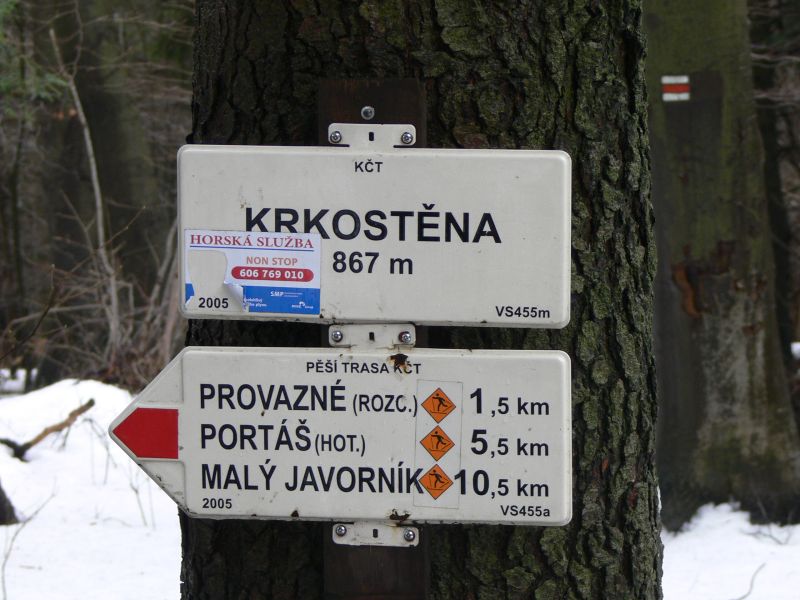 KČT
KRKOSTĚNA
867 m
HORSKÁ SLUŽBA
NON STOP
606 769 010
SMP
2005
VS455m
PĚŠÍ TRASA KČT
PROVAZNÉ (ROZC.) 1,5 km
PORTÁŠ (HOT.) 5,5 km
MALÝ JAVORNÍK 10,5 km
2005
VS455a